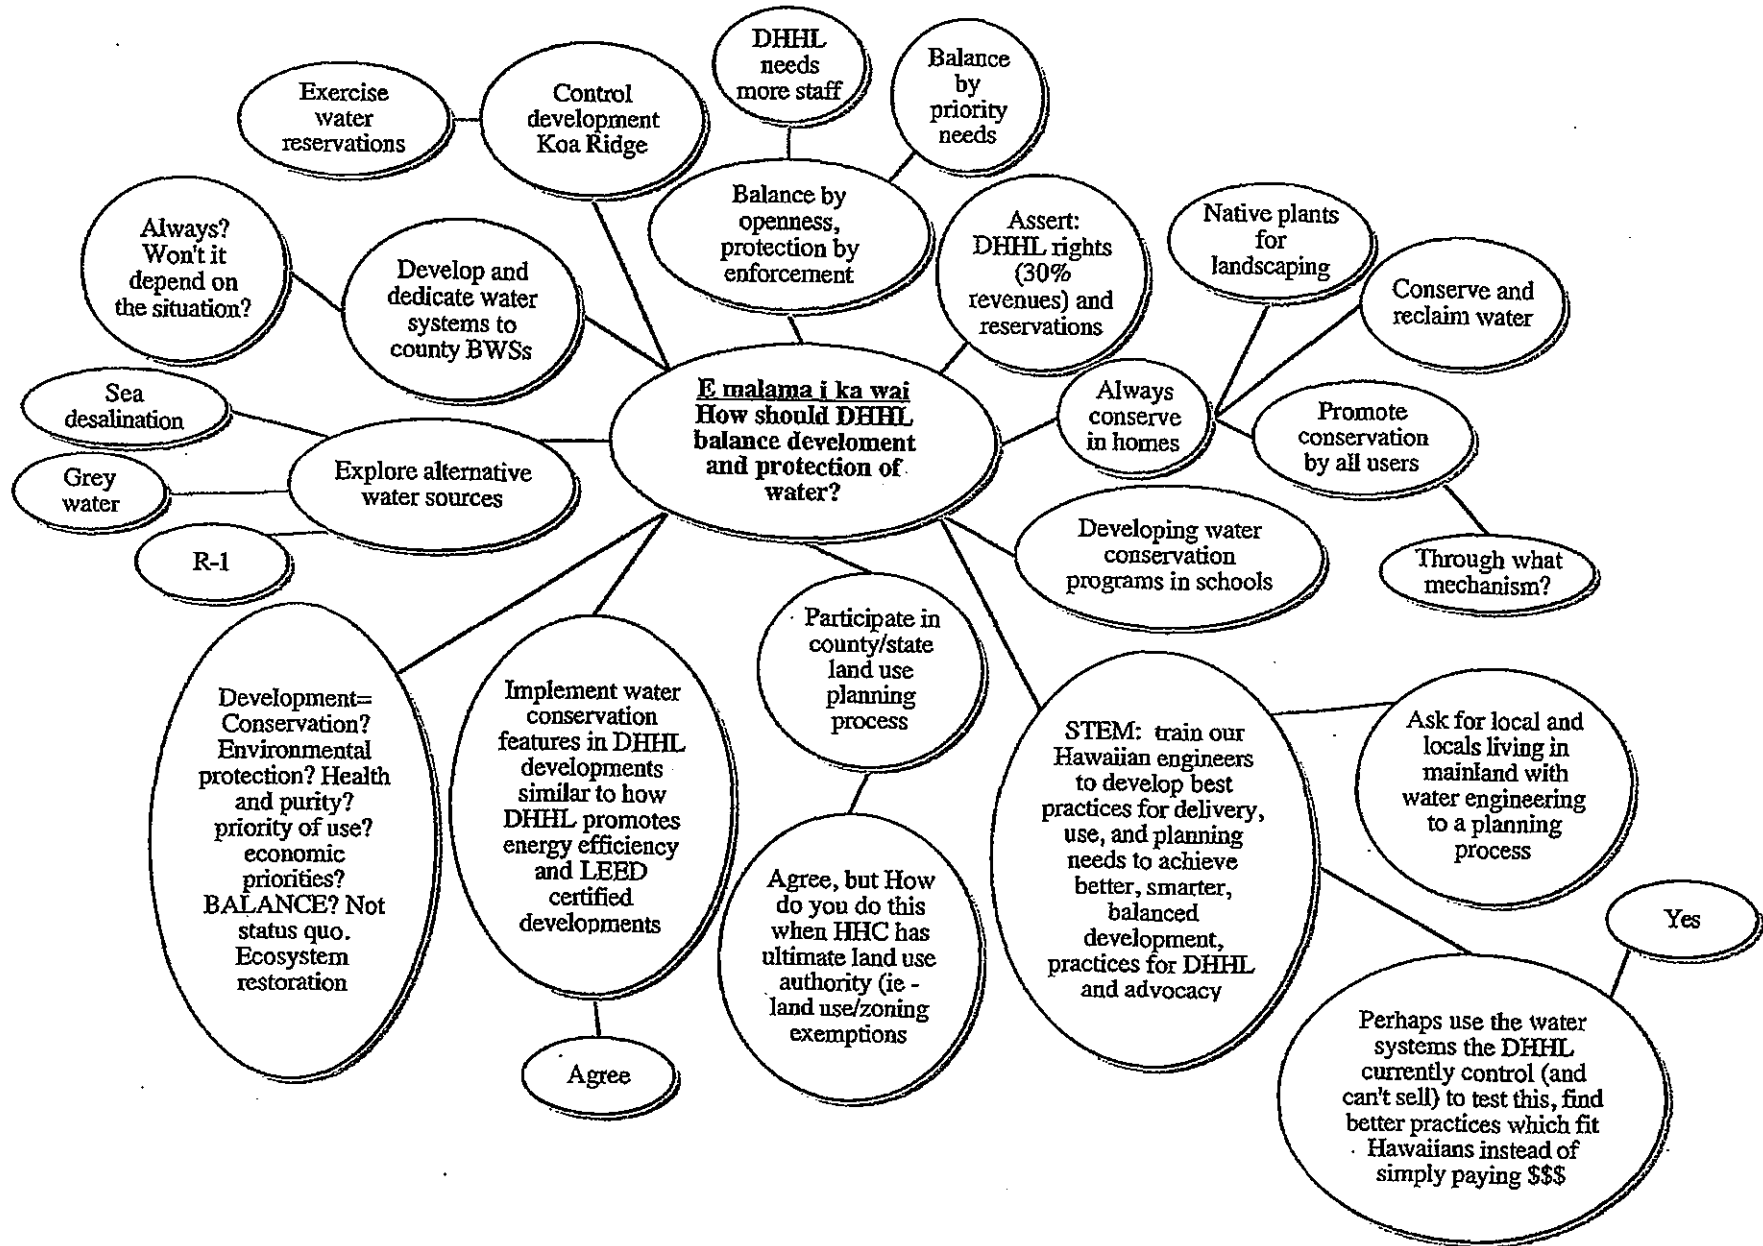 DHHL
needs
more staff
Balance
by
priority
needs
Exercise
water
reservations
Control
development
Koa Ridge
Balance by
openness,
protection by
enforcement
Assert:
DHHL rights
(30%
revenues) and
reservations
Native plants
for
landscaping
Conserve and
reclaim water
Always?
Won't it
depend on
the situation?
Develop and
dedicate water
systems to
county BWSs
E malama i ka wai
How should DHHL
balance develoment
and protection of
water?
Always
conserve
in homes
Promote
conservation
by all users
Through what
mechanism?
Sea
desalination
Grey
water
R-1
Explore alternative
water sources
Developing water
conservation
programs in schools
Participate in
county/state
land use
planning
process
Agree, but How
do you do this
when HHC has
ultimate land use
authority (ie -
land use/zoning
exemptions
Development=
Conservation?
Environmental
protection? Health
and purity?
priority of use?
economic
priorities?
BALANCE? Not
status quo.
Ecosystem
restoration
Implement water
conservation
features in DHHL
developments
similar to how
DHHL promotes
energy efficiency
and LEED
certified
developments
Agree
STEM: train our
Hawaiian engineers
to develop best
practices for delivery,
use, and planning
needs to achieve
better, smarter,
balanced
development,
practices for DHHL
and advocacy
Ask for local and
locals living in
mainland with
water engineering
to a planning
process
Yes
Perhaps use the water
systems the DHHL
currently control (and
can't sell) to test this, find
better practices which fit
Hawaiians instead of
simply paying $$$